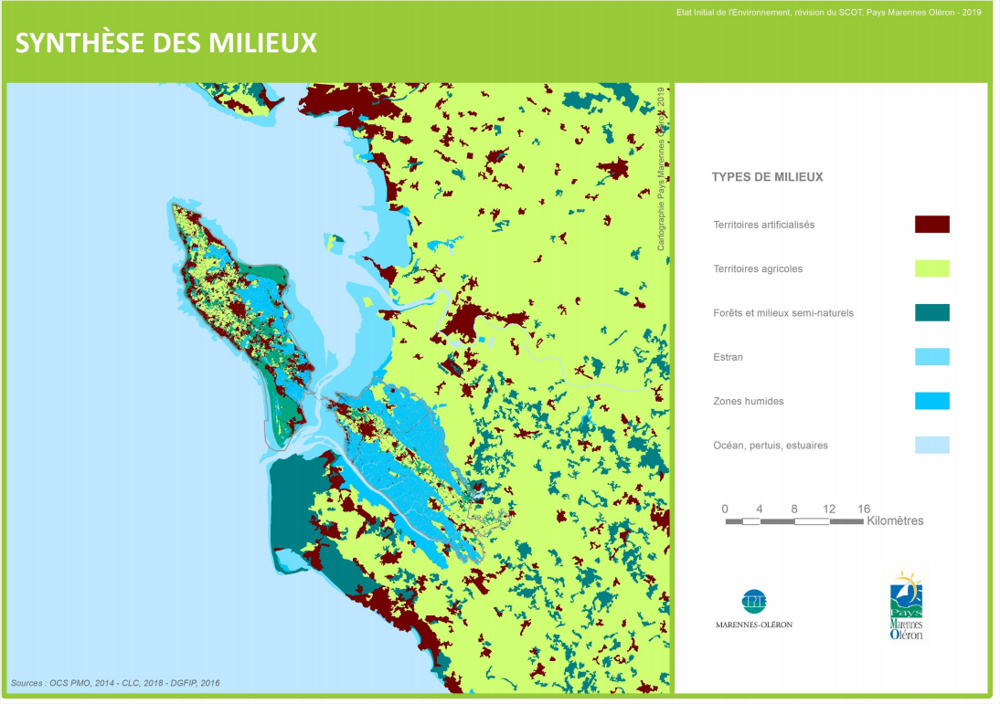 Etat Initial de l'Environnement, révision du SCOT, Pays Marennes Oléron - 2019
SYNTHÈSE DES MILIEUX
Cartographie Pays Marennes Oléron, 2019
TYPES DE MILIEUX
Territoires artificialisés
Territoires agricoles
Forêts et milieux semi-naturels
Estran
Zones humides
Océan, pertuis, estuaires
0 4 8 12 16
Kilomètres
MARENNES-OLÉRON
Pays
Marennes
Oléron
Sources : OCS PMO, 2014 - CLC, 2018 - DGFIP, 2016